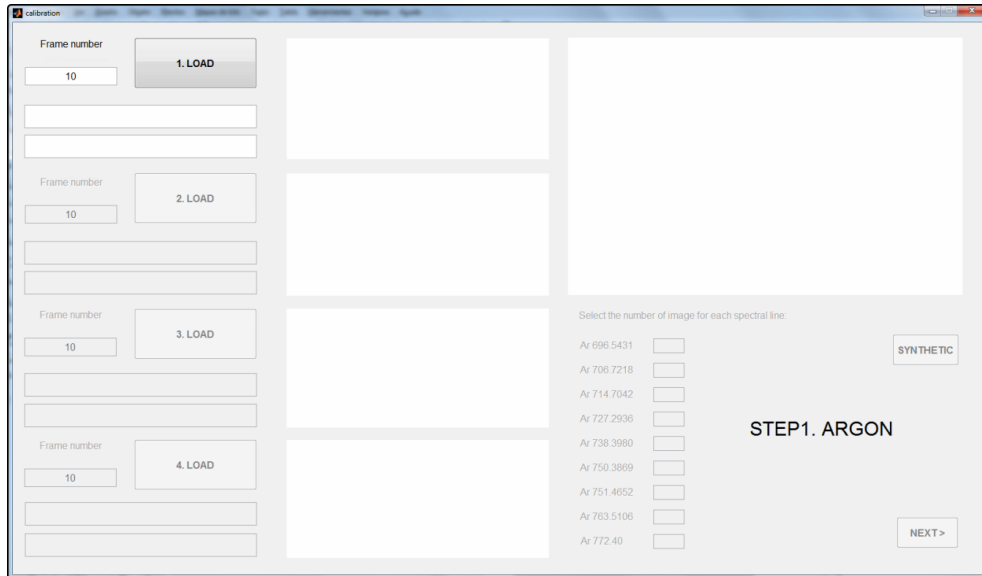 calibration
Frame number
10
1. LOAD
Frame number
10
2. LOAD
Frame number
10
3. LOAD
Frame number
10
4. LOAD
Select the number of image for each spectral line:
Ar 696.5431
Ar 706.7218
Ar 714.7042
Ar 727.2936
Ar 738.3980
Ar 750.3869
Ar 751.4652
Ar 763.5106
Ar 772.40
SYNTHETIC
STEP1. ARGON
NEXT >